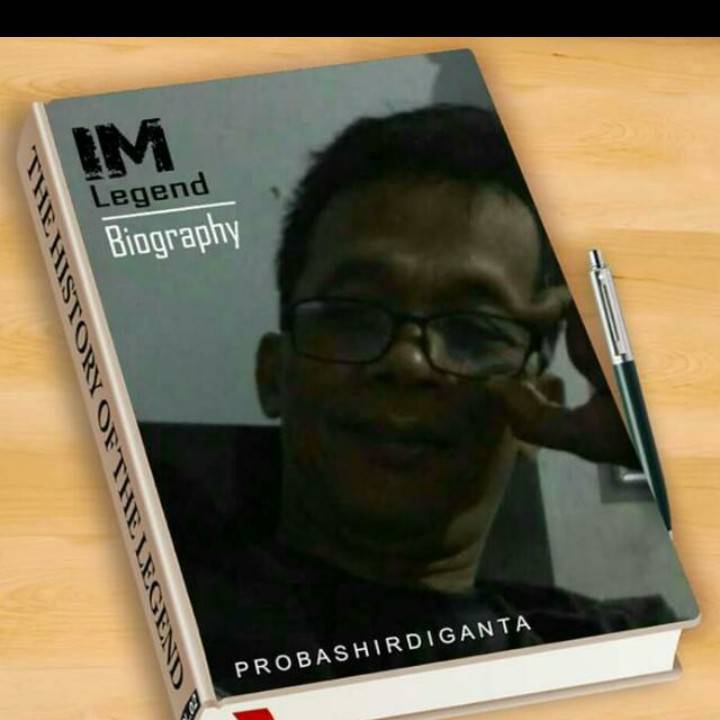 IM
Legend
Biography
THE HISTORY OF THE LEGEND
PROBASHIRDIGANTA